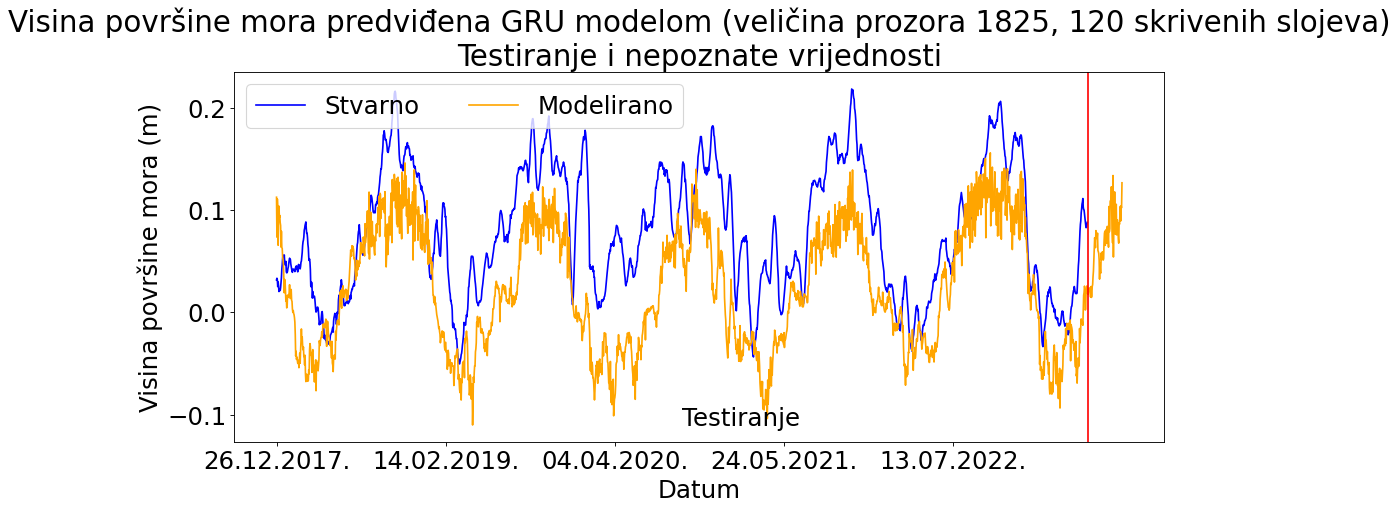 Visina površine mora predviđena GRU modelom (veličina prozora 1825, 120 skrivenih slojeva)
Testiranje i nepoznate vrijednosti
Stvarno Modelirano
Visina površine mora (m)
0.2
0.1
0.0
−0.1
Testiranje
26.12.2017. 14.02.2019. 04.04.2020. 24.05.2021. 13.07.2022.
Datum